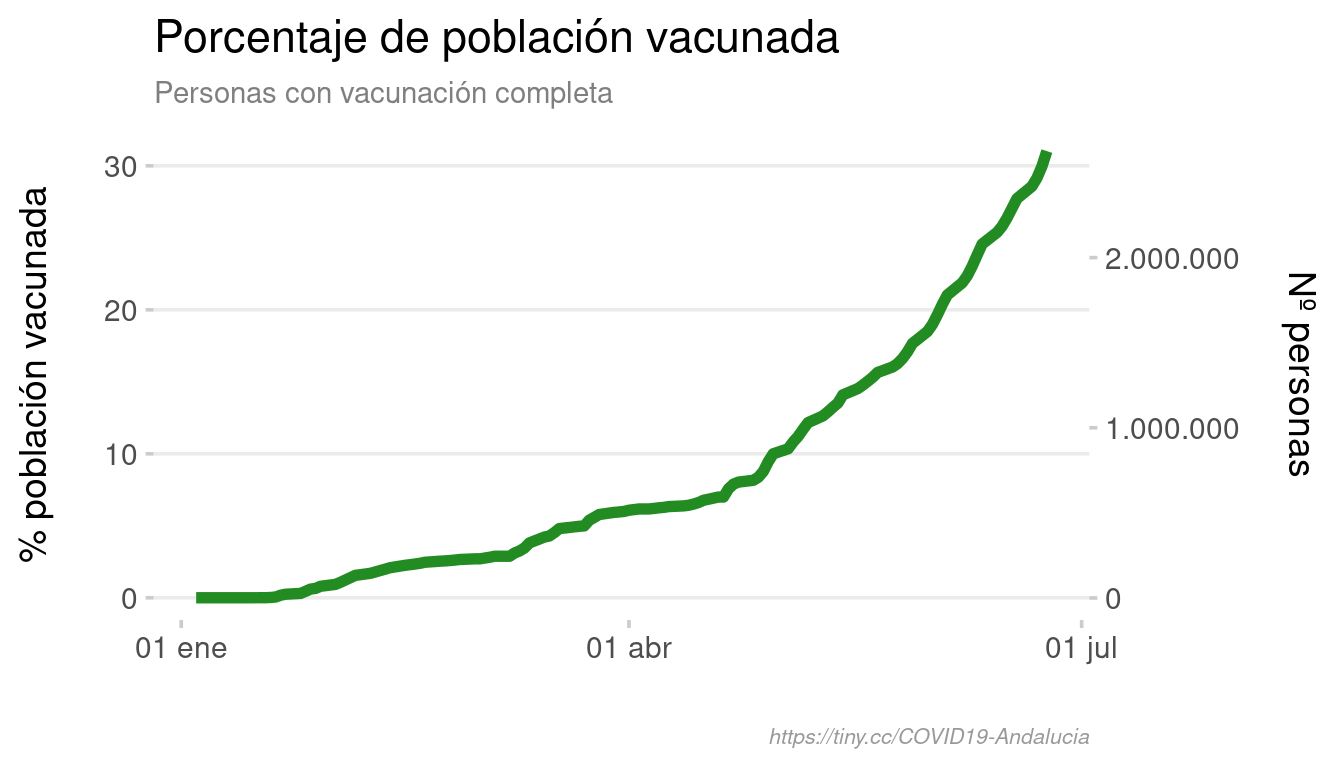 Porcentaje de población vacunada
Personas con vacunación completa
% población vacunada
30
20
10
0
2.000.000
1.000.000
0
Nº personas
01 ene
01 abr
01 jul
https://tiny.cc/COVID19-Andalucia